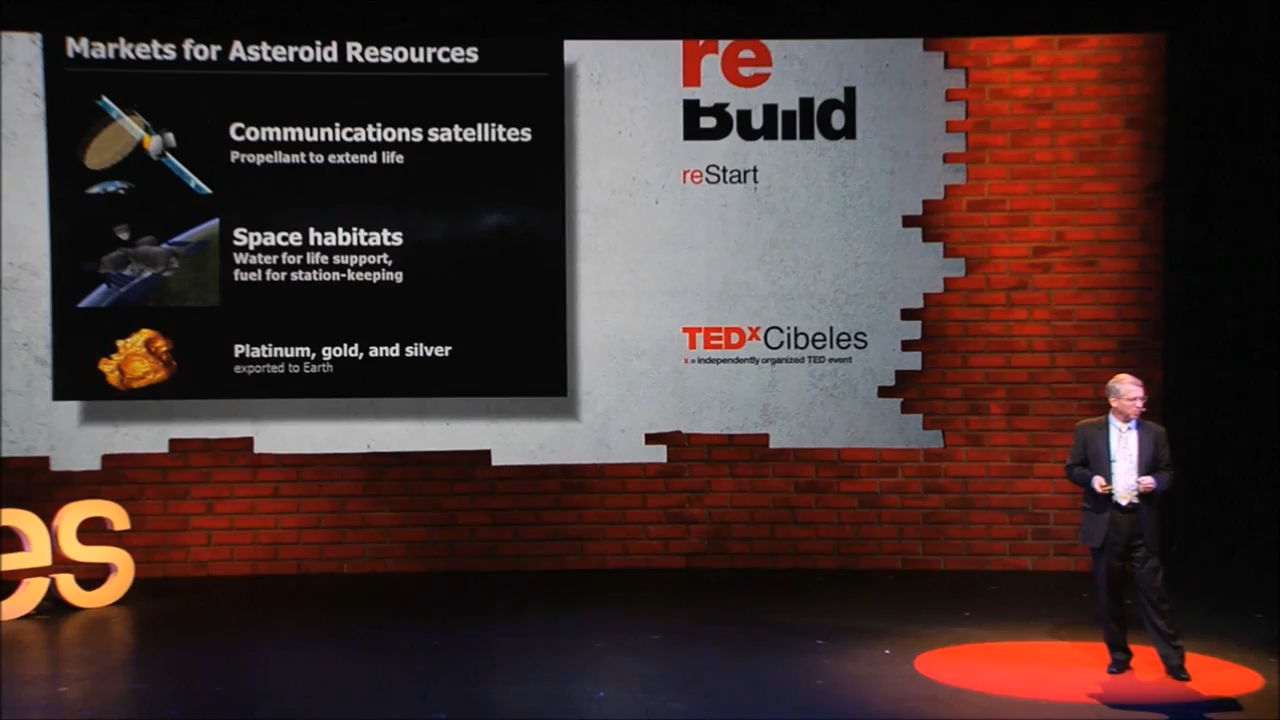 Markets for Asteroid Resources
Communications satellites
Propellant to extend life
Space habitats
Water for life support,
fuel for station-keeping
Platinum, gold, and silver
exported to Earth
re
Build
reStart
TEDxCibeles
x = independently organized TED event
es